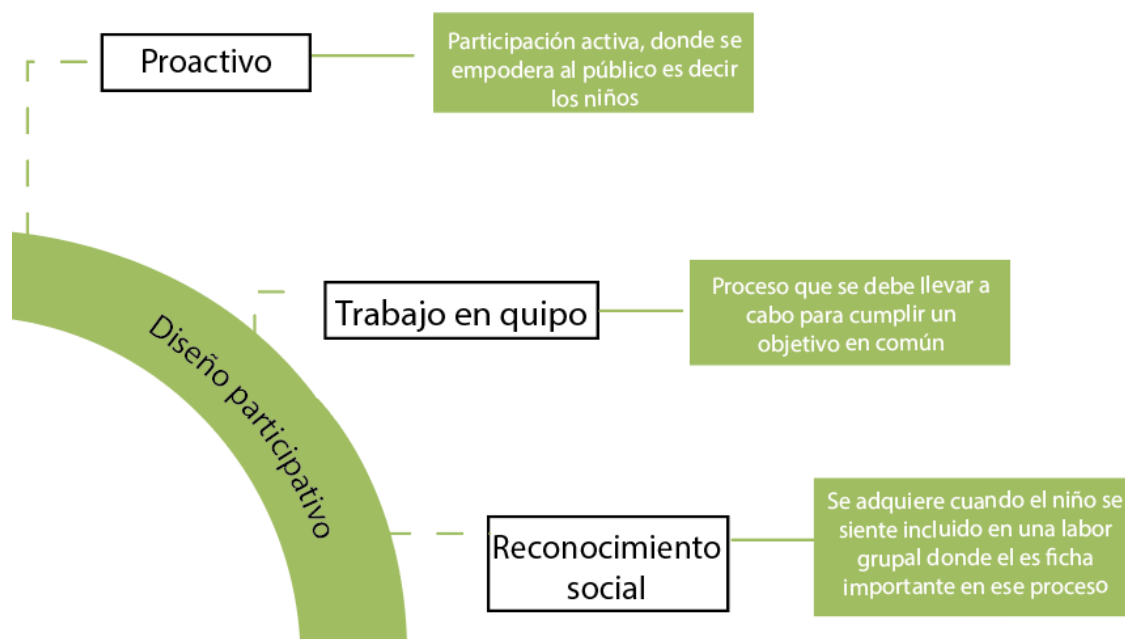 Proactivo
Participación activa, donde se
empodera al público es decir
los niños
Diseño participativo
Trabajo en quipo
Proceso que se debe llevar a
cabo para cumplir un
objetivo en común
Reconocimiento
social
Se adquiere cuando el niño se
siente incluido en una labor
grupal donde el es ficha
importante en ese proceso